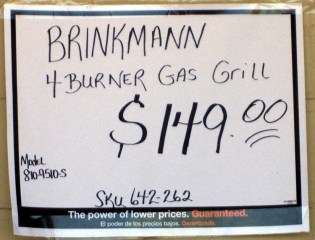 BRINKMANN
4-BURNER GAS GRILL
$149.00
Model
810-9510-S
SKU 642-262
The power of lower prices. Guaranteed.
El poder de los precios bajos. Garantizado.